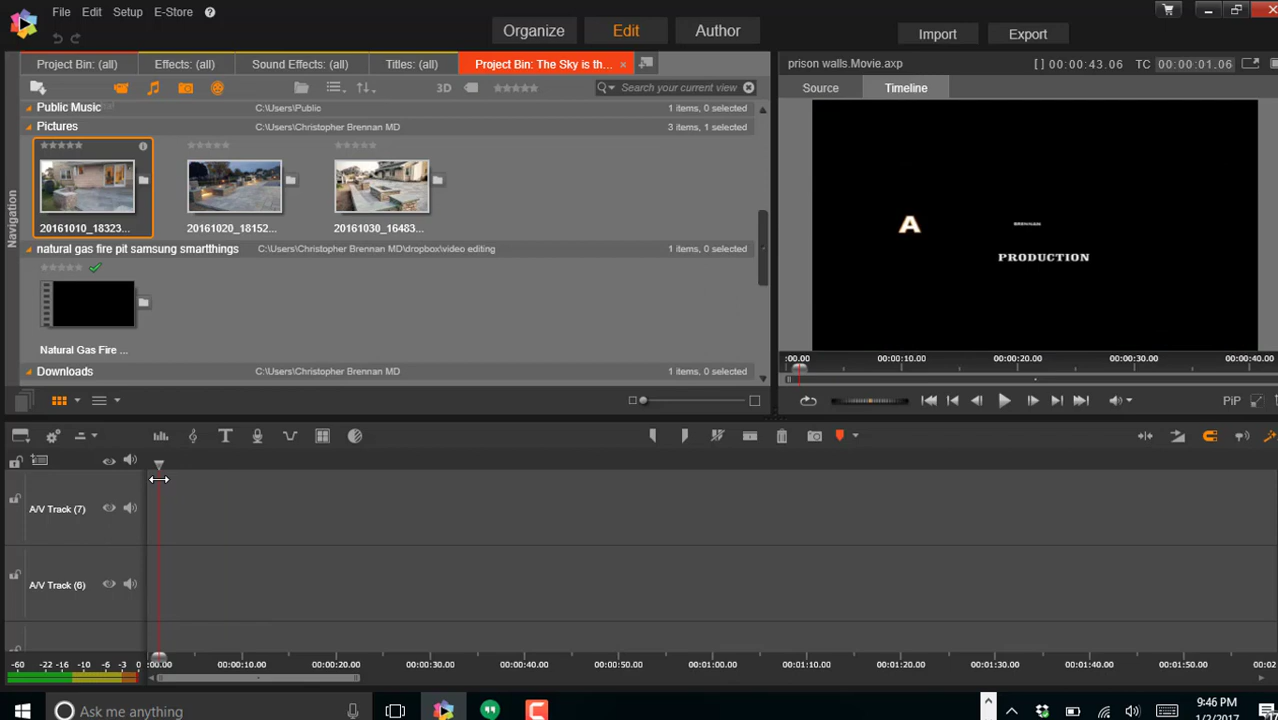 File Edit Setup E-Store ?
Organize Edit Author Import Export
Project Bin: (all) Effects: (all) Sound Effects: (all) Titles: (all) Project Bin: The Sky is th... ×
prison walls.Movie.axp [ ] 00:00:43.06 TC 00:00:01.06
3D Search your current view
Source Timeline
Public Music C:\Users\Public 1 items, 0 selected
Pictures C:\Users\Christopher Brennan MD 3 items, 1 selected
20161010_18323... 20161020_18152... 20161030_16483...
A BRENNAN
PRODUCTION
natural gas fire pit samsung smartthings C:\Users\Christopher Brennan MD\dropbox\video editing 1 items, 0 selected
Natural Gas Fire ...
Downloads C:\Users\Christopher Brennan MD 1 items, 0 selected
:00.00 00:00:10.00 00:00:20.00 00:00:30.00 00:00:40.00
PiP
Navigation
A/V Track (7)
A/V Track (6)
-60 -22 -16 -10 -6 -3 0 :00.00 00:00:10.00 00:00:20.00 00:00:30.00 00:00:40.00 00:00:50.00 00:01:00.00 00:01:10.00 00:01:20.00 00:01:30.00 00:01:40.00 00:01:50.00 00:02
Ask me anything
9:46 PM